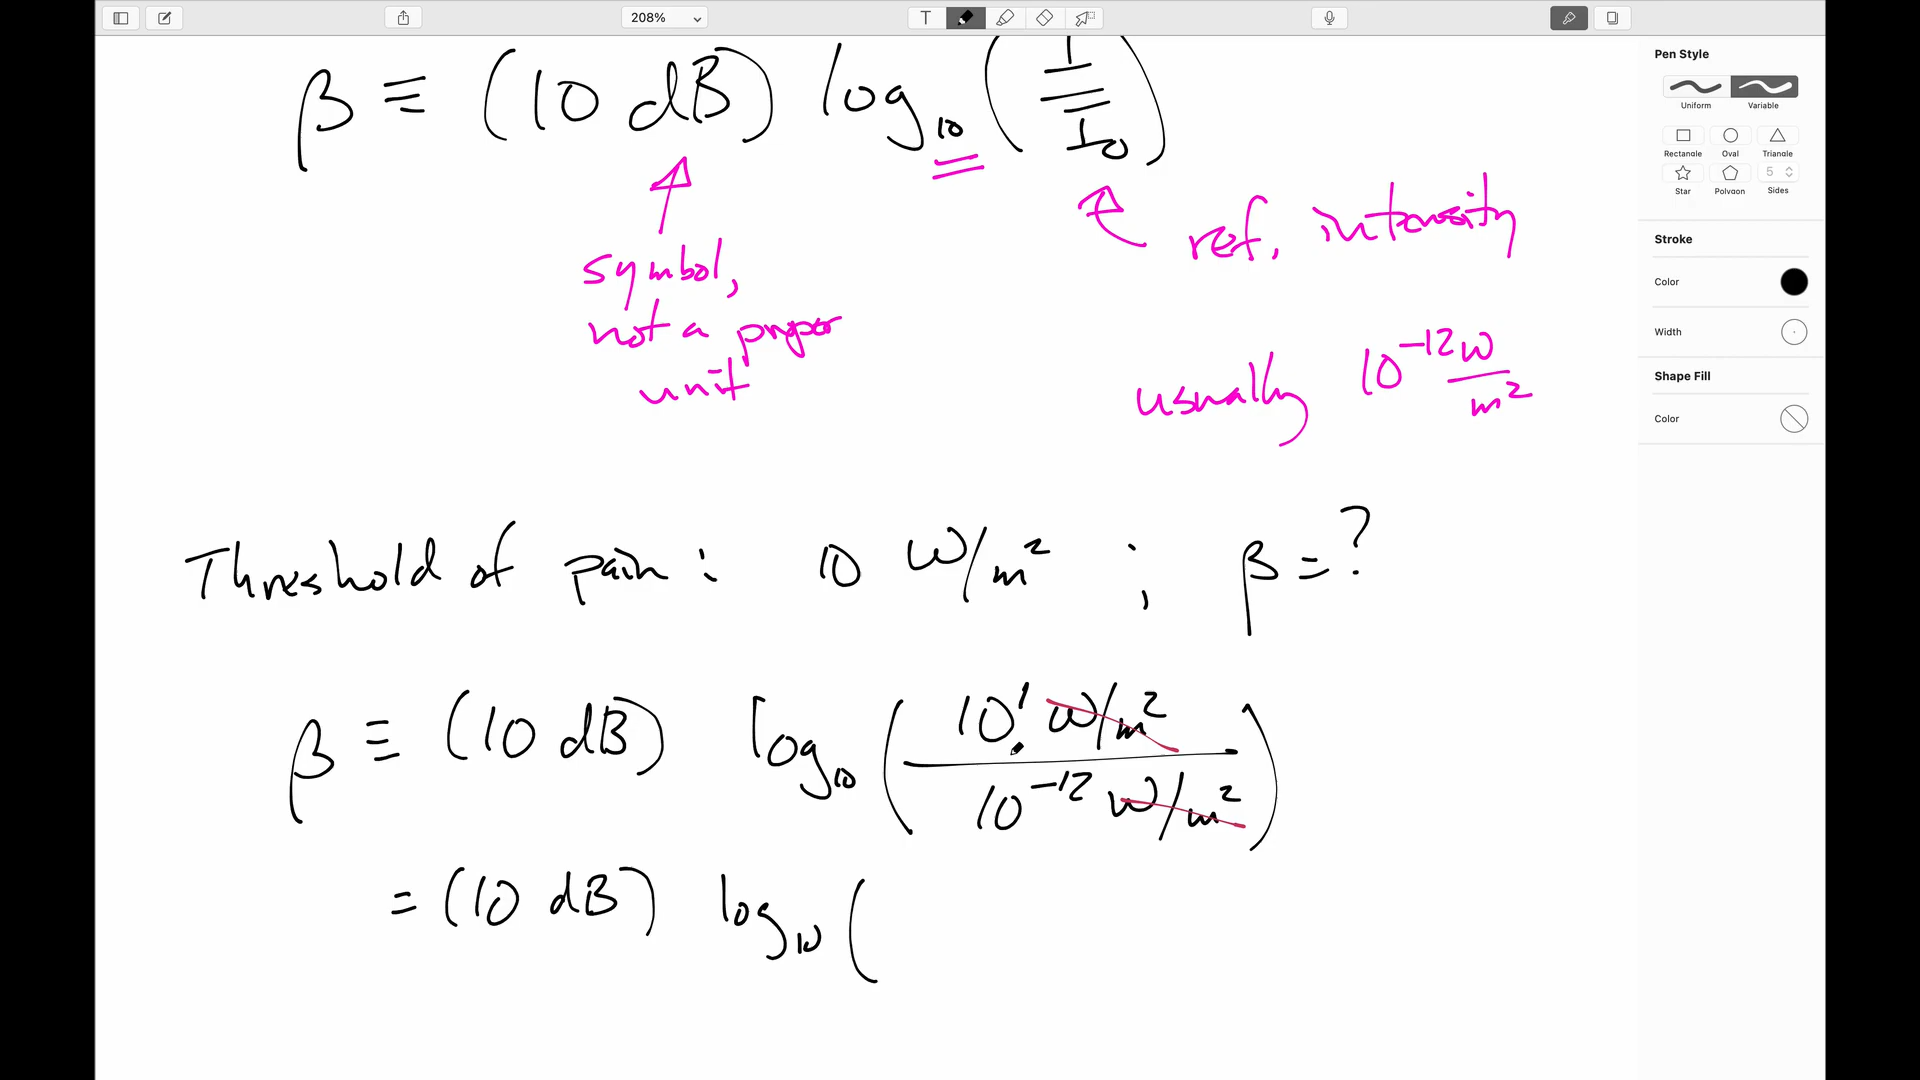 208%
T
β ≡ (10 dB) log₁₀ (I/I₀)
symbol,
not a proper
unit
ref. intensity
usually 10⁻¹² W/m²
Threshold of pain : 10 W/m² ; β = ?
β ≡ (10 dB) log₁₀ (10¹ W/m² / 10⁻¹² W/m²)
= (10 dB) log₁₀ (
Pen Style
Uniform Variable
Rectangle Oval Triangle
5
Star Polygon Sides
Stroke
Color
Width
Shape Fill
Color